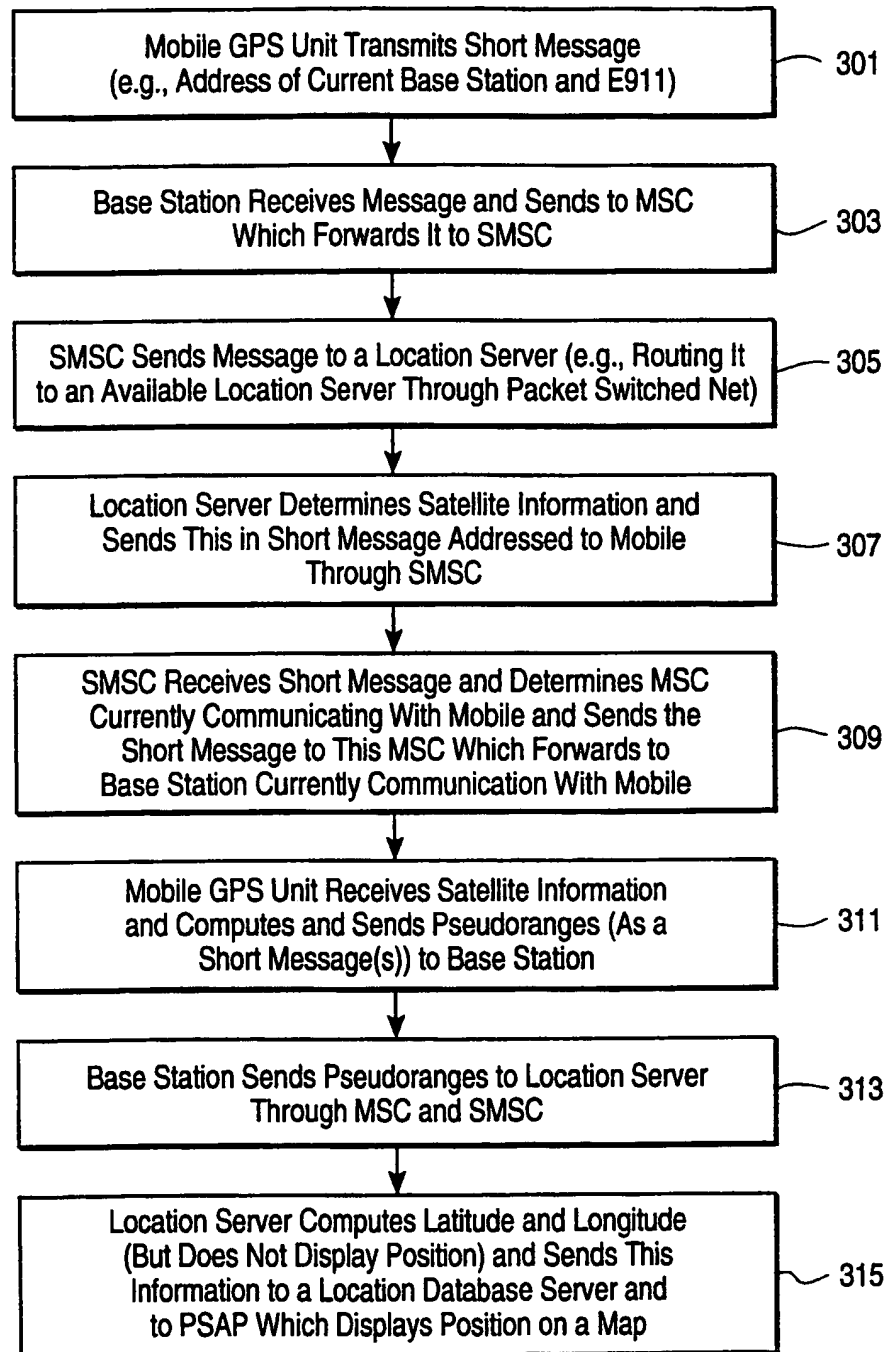 Mobile GPS Unit Transmits Short Message
(e.g., Address of Current Base Station and E911)
301
Base Station Receives Message and Sends to MSC
Which Forwards It to SMSC
303
SMSC Sends Message to a Location Server (e.g., Routing It
to an Available Location Server Through Packet Switched Net)
305
Location Server Determines Satellite Information and
Sends This in Short Message Addressed to Mobile
Through SMSC
307
SMSC Receives Short Message and Determines MSC
Currently Communicating With Mobile and Sends the
Short Message to This MSC Which Forwards to
Base Station Currently Communication With Mobile
309
Mobile GPS Unit Receives Satellite Information
and Computes and Sends Pseudoranges (As a
Short Message(s)) to Base Station
311
Base Station Sends Pseudoranges to Location Server
Through MSC and SMSC
313
Location Server Computes Latitude and Longitude
(But Does Not Display Position) and Sends This
Information to a Location Database Server and
to PSAP Which Displays Position on a Map
315